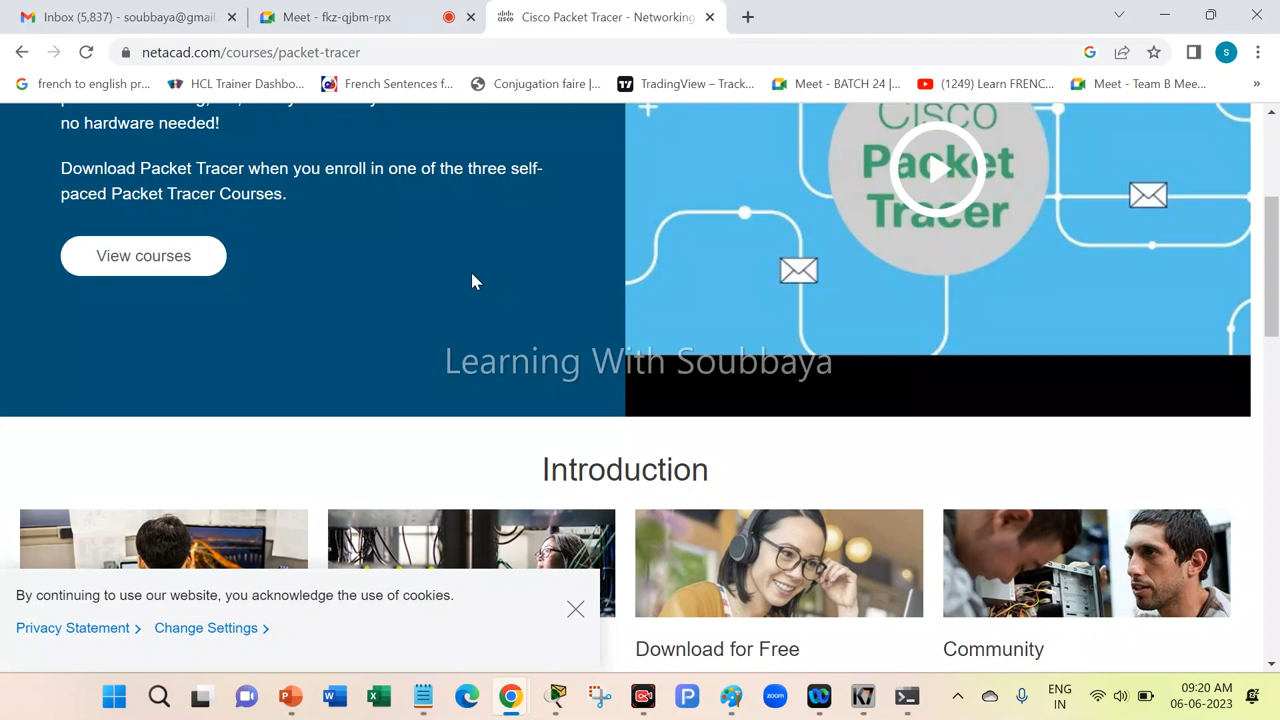 Inbox (5,837) - soubbaya@gmail.
Meet - fkz-qjbm-rpx
Cisco Packet Tracer - Networking
netacad.com/courses/packet-tracer
french to english pr...
HCL Trainer Dashbo...
French Sentences f...
Conjugation faire |...
TradingView – Track...
Meet - BATCH 24 |...
(1249) Learn FRENC...
Meet - Team B Mee...
no hardware needed!
Download Packet Tracer when you enroll in one of the three self-
paced Packet Tracer Courses.
View courses
Cisco
Packet
Tracer
Learning With Soubbaya
Introduction
By continuing to use our website, you acknowledge the use of cookies.
Privacy Statement
Change Settings
Download for Free
Community
ENG
IN
09:20 AM
06-06-2023